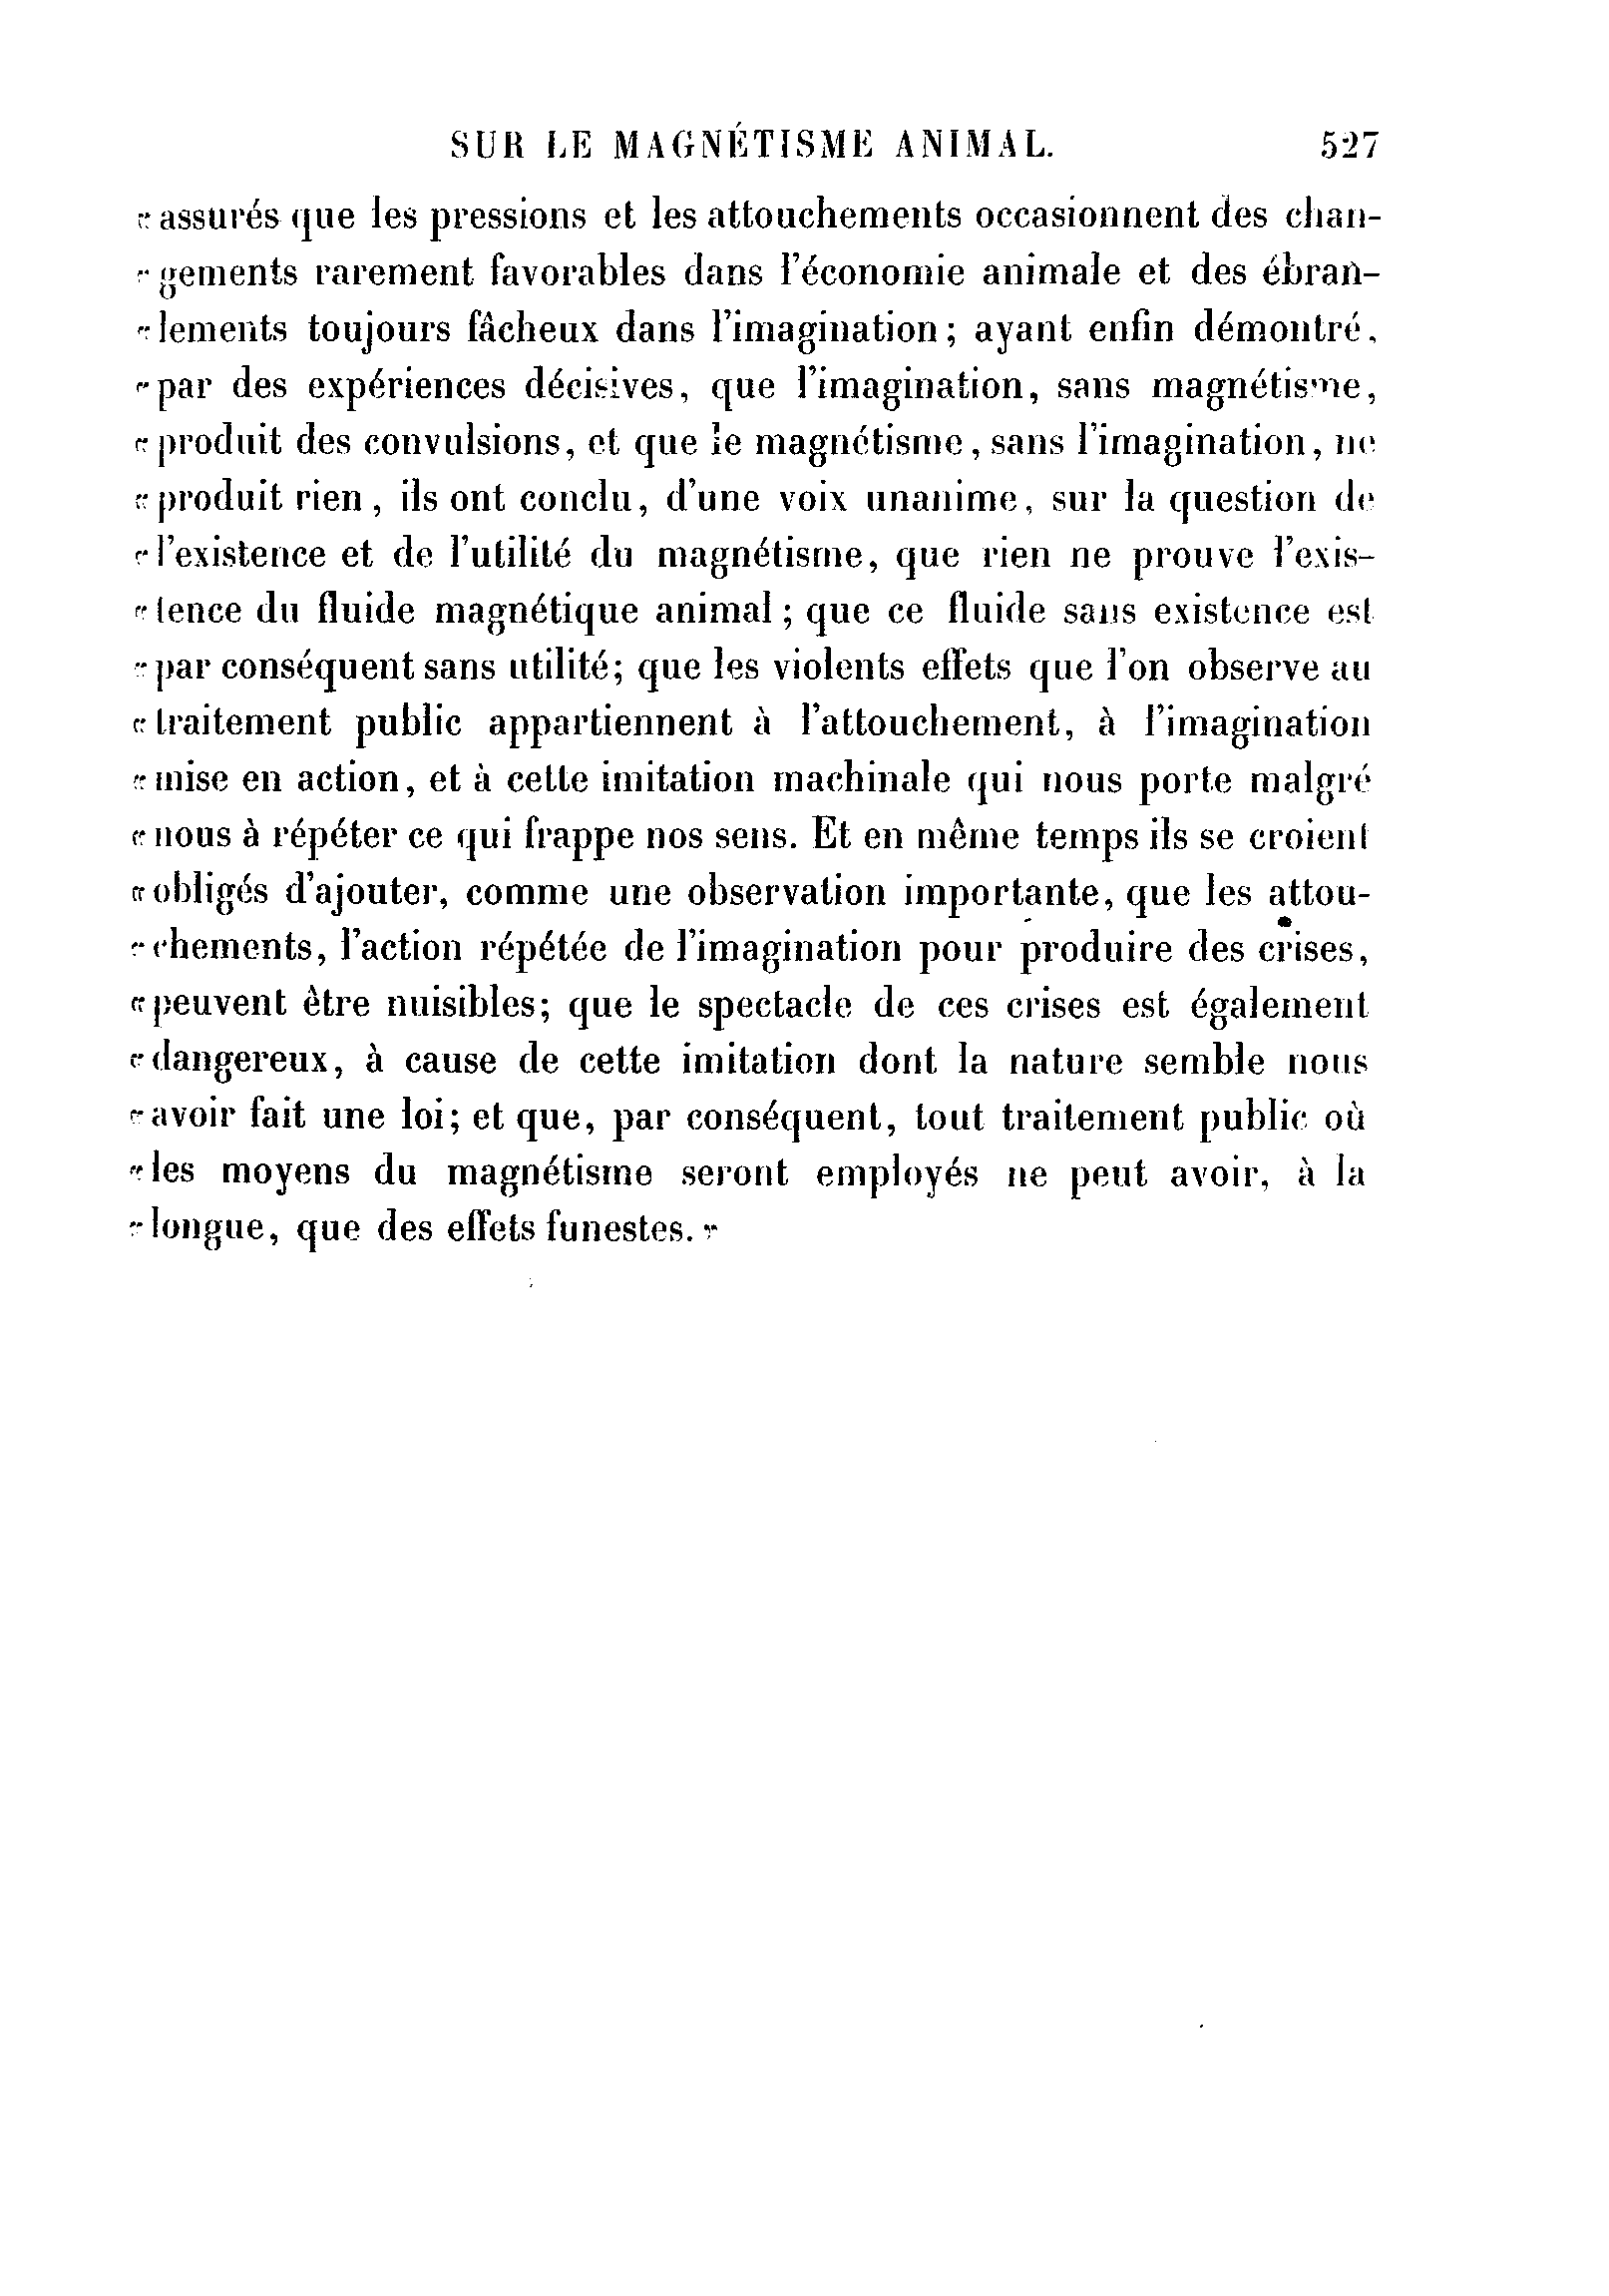 SUR LE MAGNÉTISME ANIMAL. 527
« assurés que les pressions et les attouchements occasionnent des chan-
« gements rarement favorables dans l'économie animale et des ébran-
« lements toujours fâcheux dans l'imagination; ayant enfin démontré,
« par des expériences décisives, que l'imagination, sans magnétisme,
« produit des convulsions, et que le magnétisme, sans l'imagination, ne
« produit rien, ils ont conclu, d'une voix unanime, sur la question de
« l'existence et de l'utilité du magnétisme, que rien ne prouve l'exis-
« tence du fluide magnétique animal; que ce fluide sans existence est
« par conséquent sans utilité; que les violents effets que l'on observe au
« traitement public appartiennent à l'attouchement, à l'imagination
« mise en action, et à cette imitation machinale qui nous porte malgré
« nous à répéter ce qui frappe nos sens. Et en même temps ils se croient
« obligés d'ajouter, comme une observation importante, que les attou-
« chements, l'action répétée de l'imagination pour produire des crises,
« peuvent être nuisibles; que le spectacle de ces crises est également
« dangereux, à cause de cette imitation dont la nature semble nous
« avoir fait une loi; et que, par conséquent, tout traitement public où
« les moyens du magnétisme seront employés ne peut avoir, à la
« longue, que des effets funestes. »